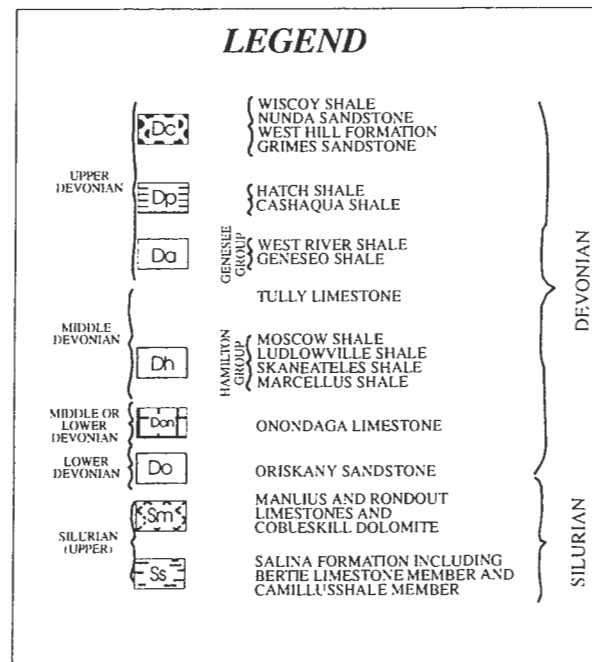 LEGEND
UPPER
DEVONIAN
Dc
WISCOY SHALE
NUNDA SANDSTONE
WEST HILL FORMATION
GRIMES SANDSTONE
Dp
HATCH SHALE
CASHAQUA SHALE
Da
GENESEE
GROUP
WEST RIVER SHALE
GENESEO SHALE
MIDDLE
DEVONIAN
TULLY LIMESTONE
Dh
HAMILTON
GROUP
MOSCOW SHALE
LUDLOWVILLE SHALE
SKANEATELES SHALE
MARCELLUS SHALE
MIDDLE OR
LOWER
DEVONIAN
Don
ONONDAGA LIMESTONE
LOWER
DEVONIAN
Do
ORISKANY SANDSTONE
DEVONIAN
SILURIAN
(UPPER)
Sm
MANLIUS AND RONDOUT
LIMESTONES AND
COBLESKILL DOLOMITE
Ss
SALINA FORMATION INCLUDING
BERTIE LIMESTONE MEMBER AND
CAMILLUSSHALE MEMBER
SILURIAN